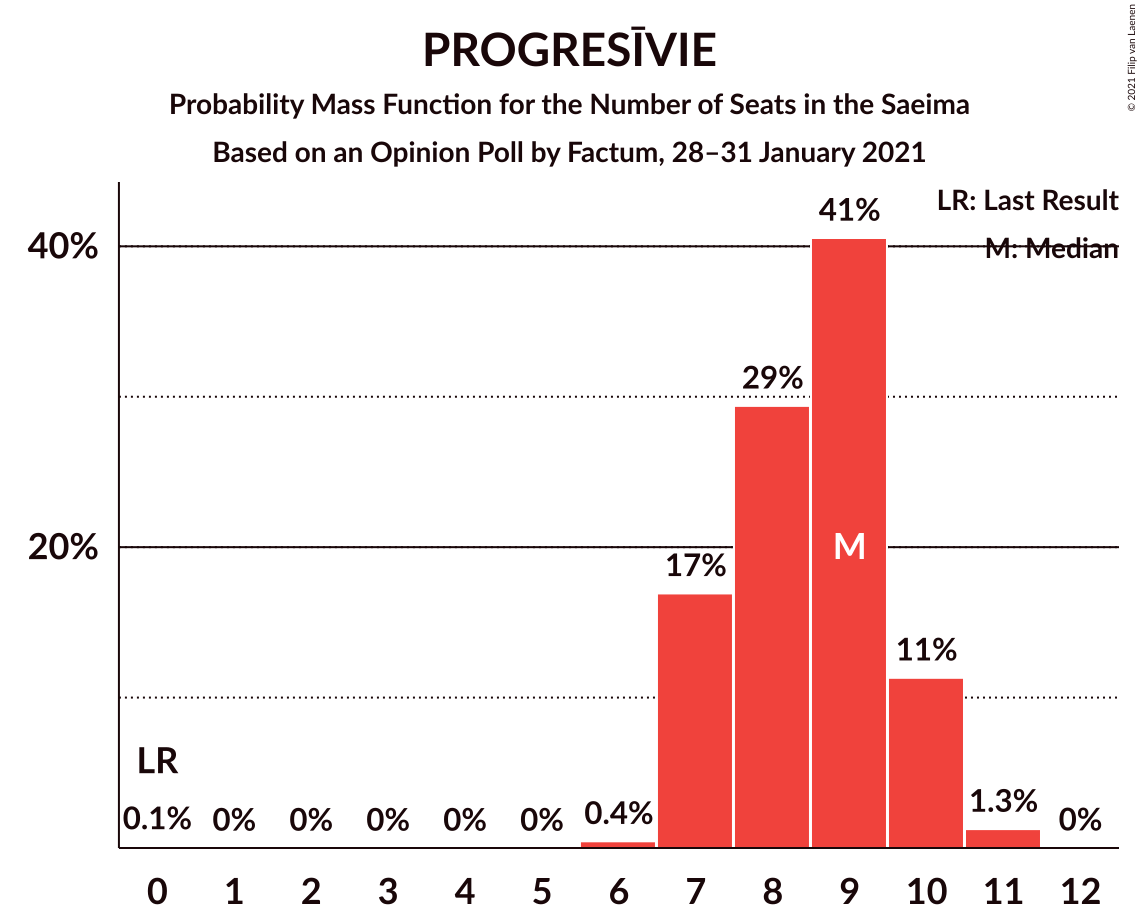 PROGRESĪVIE
Probability Mass Function for the Number of Seats in the Saeima
Based on an Opinion Poll by Factum, 28–31 January 2021
© 2021 Filip van Laenen
LR: Last Result
M: Median
40%
20%
41%
29%
17%
11%
1.3%
0.4%
0.1%
0%
0%
0%
0%
0%
0%
LR
M
0 1 2 3 4 5 6 7 8 9 10 11 12